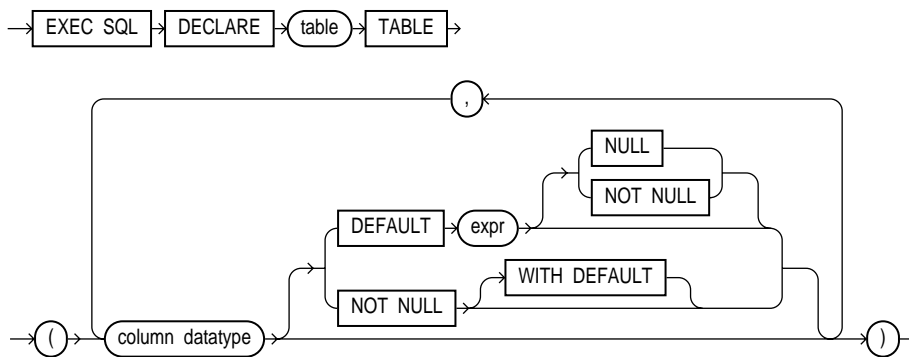 EXEC SQL DECLARE table TABLE
,
NULL
NOT NULL
DEFAULT expr
WITH DEFAULT
NOT NULL
( column datatype )